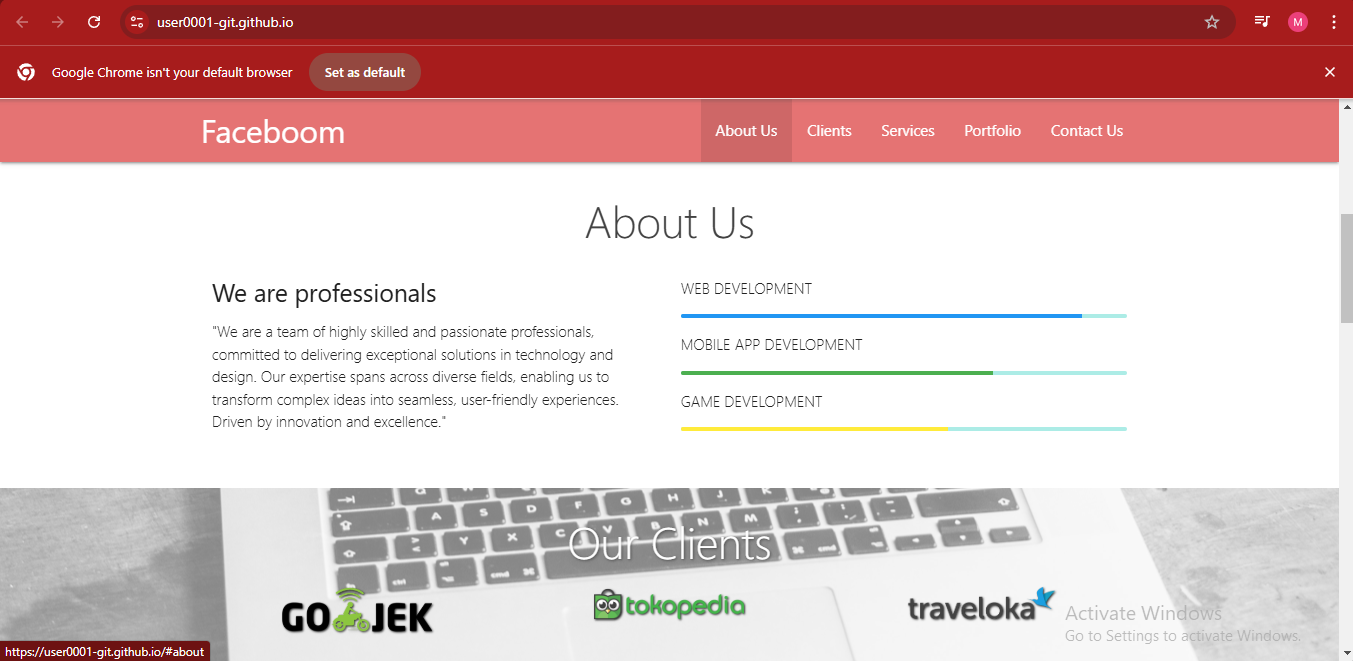 user0001-git.github.io
M
Google Chrome isn't your default browser
Set as default
Faceboom
About Us
Clients
Services
Portfolio
Contact Us
About Us
We are professionals
"We are a team of highly skilled and passionate professionals,
committed to delivering exceptional solutions in technology and
design. Our expertise spans across diverse fields, enabling us to
transform complex ideas into seamless, user-friendly experiences.
Driven by innovation and excellence."
WEB DEVELOPMENT
MOBILE APP DEVELOPMENT
GAME DEVELOPMENT
Our Clients
GO JEK
tokopedia
traveloka
Activate Windows
Go to Settings to activate Windows.
https://user0001-git.github.io/#about